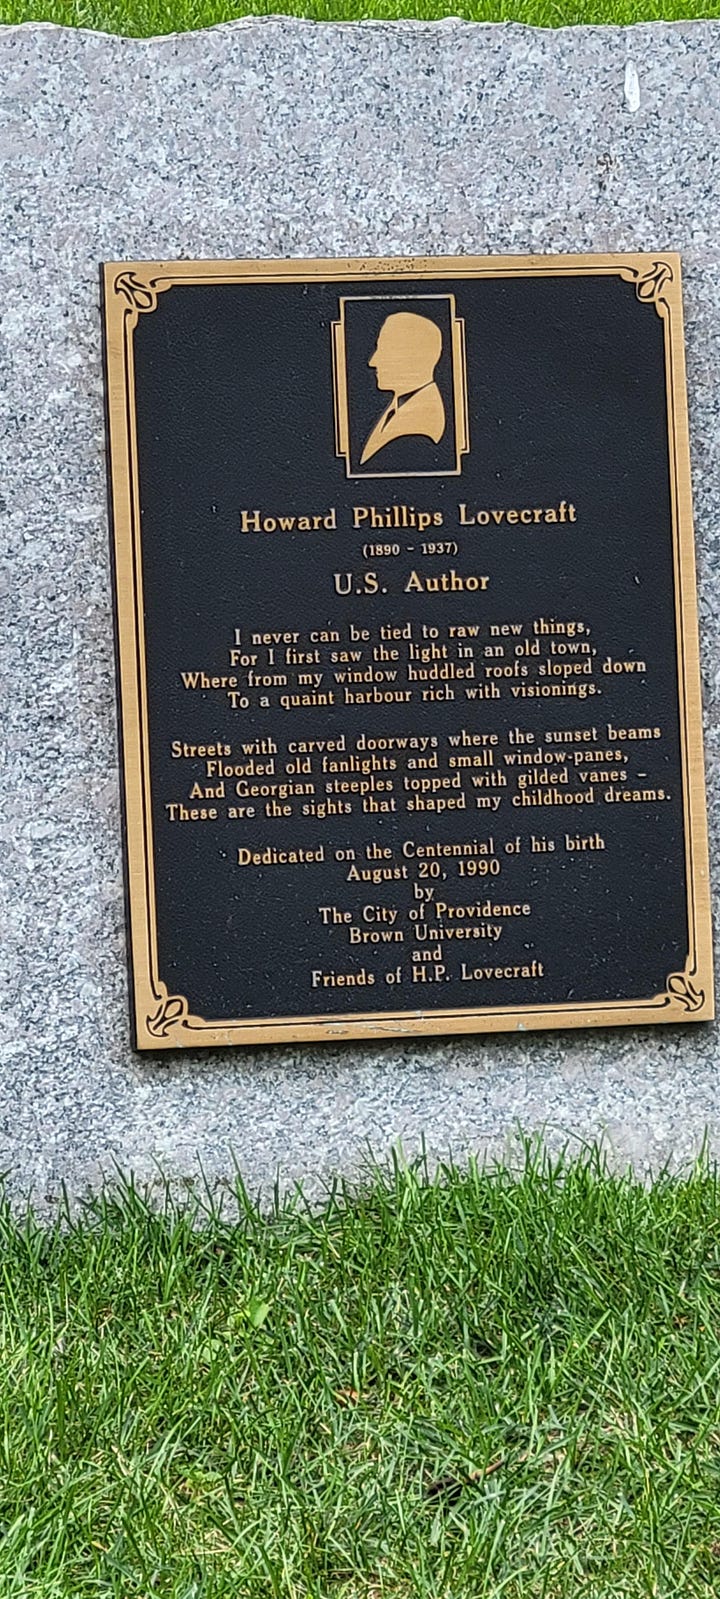 Howard Phillips Lovecraft
(1890 - 1937)
U.S. Author
I never can be tied to raw new things,
For I first saw the light in an old town,
Where from my window huddled roofs sloped down
To a quaint harbour rich with visionings.
Streets with carved doorways where the sunset beams
Flooded old fanlights and small window-panes,
And Georgian steeples topped with gilded vanes –
These are the sights that shaped my childhood dreams.
Dedicated on the Centennial of his birth
August 20, 1990
by
The City of Providence
Brown University
and
Friends of H.P. Lovecraft